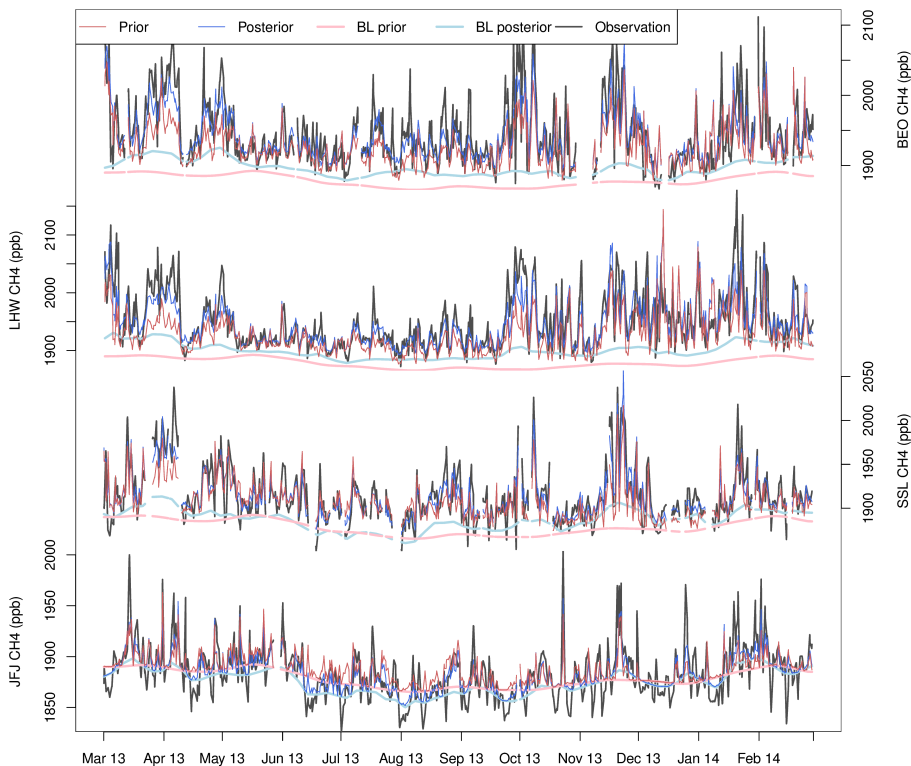 Prior Posterior BL prior BL posterior Observation
2100
2000
1900
BEO CH4 (ppb)
2100
2000
1900
LHW CH4 (ppb)
2050
2000
1950
1900
SSL CH4 (ppb)
2000
1950
1900
1850
JFJ CH4 (ppb)
Mar 13 Apr 13 May 13 Jun 13 Jul 13 Aug 13 Sep 13 Oct 13 Nov 13 Dec 13 Jan 14 Feb 14